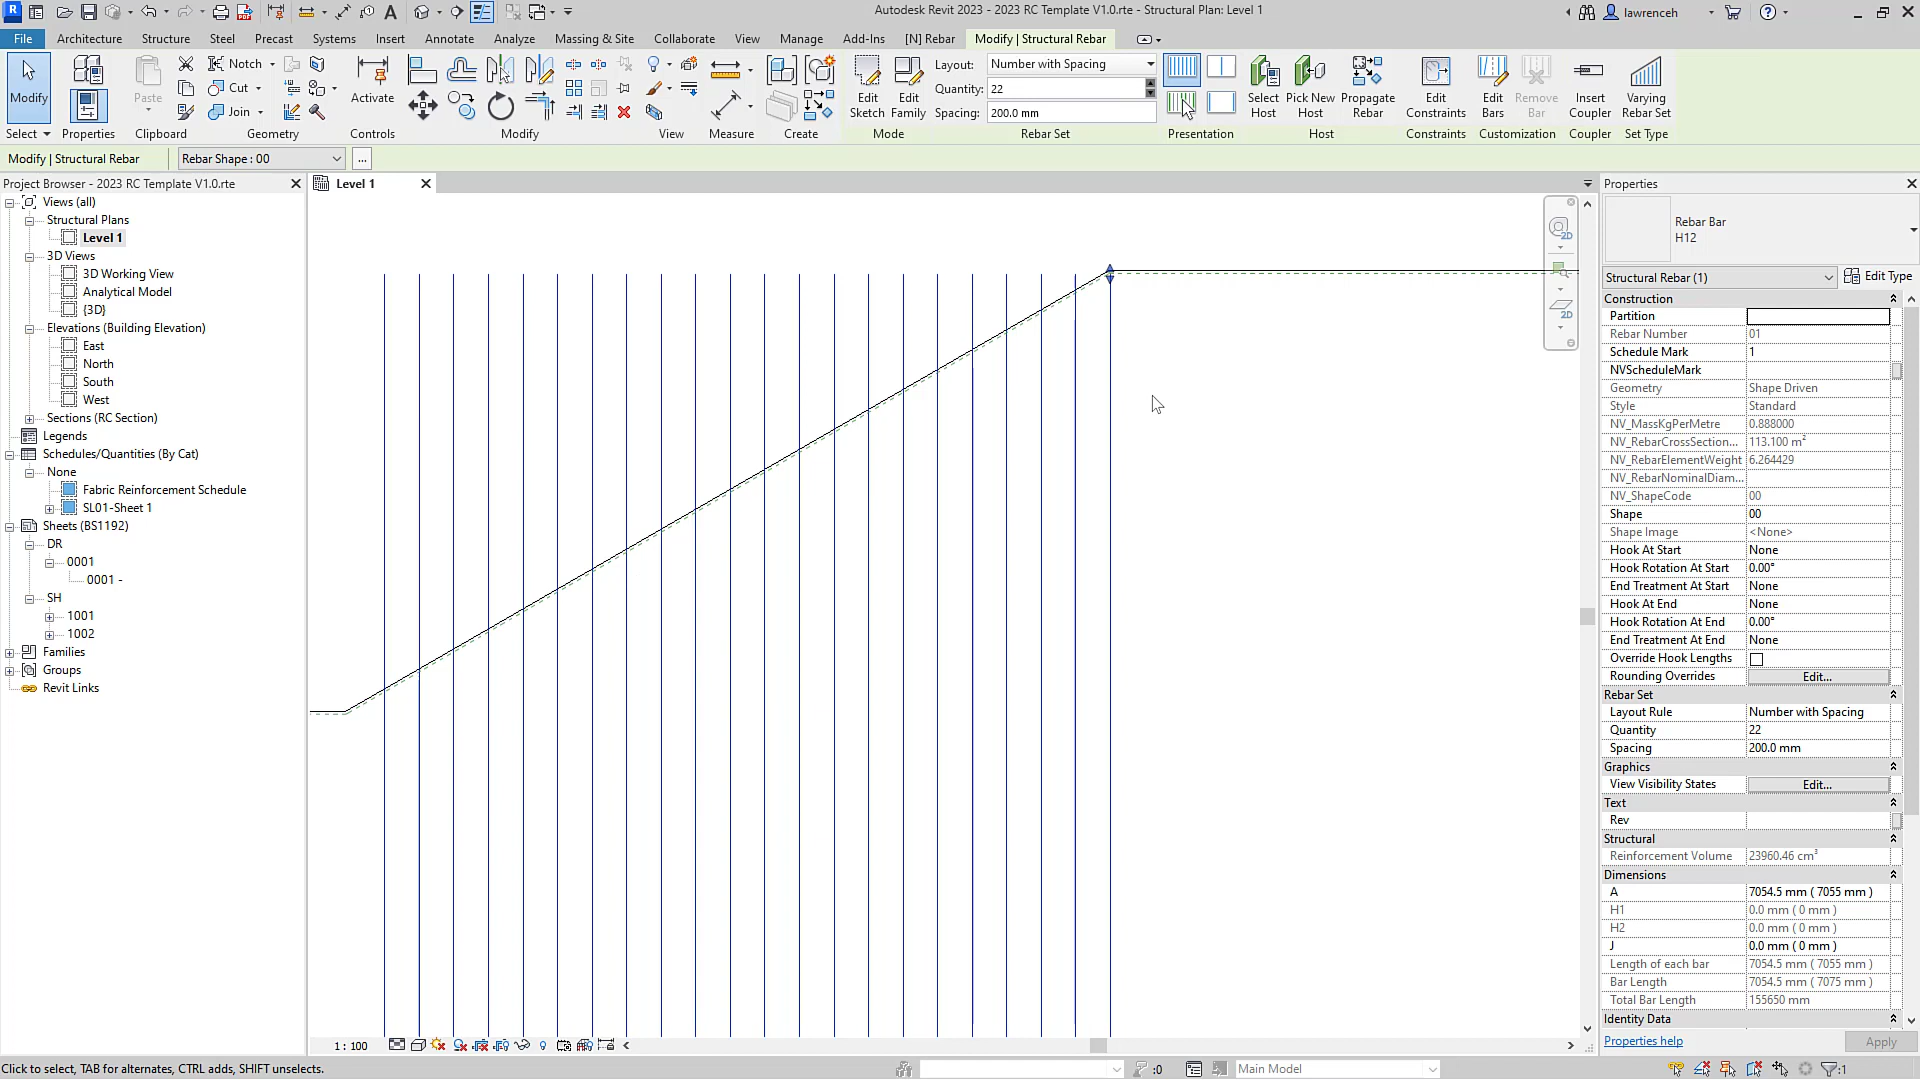 Autodesk Revit 2023 - 2023 RC Template V1.0.rte - Structural Plan: Level 1
lawrenceh
File Architecture Structure Steel Precast Systems Insert Annotate Analyze Massing & Site Collaborate View Manage Add-Ins [N] Rebar Modify | Structural Rebar
Modify
Select
Properties
Paste
Clipboard
Notch
Cut
Join
Geometry
Activate
Controls
Modify
View
Measure
Create
Edit Sketch
Edit Family
Mode
Layout: Number with Spacing
Quantity: 22
Spacing: 200.0 mm
Rebar Set
Presentation
Select Host
Pick New Host
Propagate Rebar
Host
Edit Constraints
Constraints
Edit Bars
Remove Bar
Customization
Insert Coupler
Coupler
Varying Rebar Set
Set Type
Modify | Structural Rebar
Rebar Shape : 00
...
Project Browser - 2023 RC Template V1.0.rte
Views (all)
Structural Plans
Level 1
3D Views
3D Working View
Analytical Model
{3D}
Elevations (Building Elevation)
East
North
South
West
Sections (RC Section)
Legends
Schedules/Quantities (By Cat)
None
Fabric Reinforcement Schedule
SL01-Sheet 1
Sheets (BS1192)
DR
0001
0001 -
SH
1001
1002
Families
Groups
Revit Links
Level 1
2D
2D
1 : 100
Properties
Rebar Bar
H12
Structural Rebar (1)
Edit Type
Construction
Partition
Rebar Number 01
Schedule Mark 1
NVScheduleMark
Geometry Shape Driven
Style Standard
NV_MassKgPerMetre 0.888000
NV_RebarCrossSection... 113.100 m²
NV_RebarElementWeight 6.264429
NV_RebarNominalDiam...
NV_ShapeCode 00
Shape 00
Shape Image <None>
Hook At Start None
Hook Rotation At Start 0.00°
End Treatment At Start None
Hook At End None
Hook Rotation At End 0.00°
End Treatment At End None
Override Hook Lengths
Rounding Overrides Edit...
Rebar Set
Layout Rule Number with Spacing
Quantity 22
Spacing 200.0 mm
Graphics
View Visibility States Edit...
Text
Rev
Structural
Reinforcement Volume 23960.46 cm³
Dimensions
A 7054.5 mm ( 7055 mm )
H1 0.0 mm ( 0 mm )
H2 0.0 mm ( 0 mm )
J 0.0 mm ( 0 mm )
Length of each bar 7054.5 mm ( 7055 mm )
Bar Length 7054.5 mm ( 7075 mm )
Total Bar Length 155650 mm
Identity Data
Properties help
Apply
Click to select, TAB for alternates, CTRL adds, SHIFT unselects.
:0
Main Model
:1